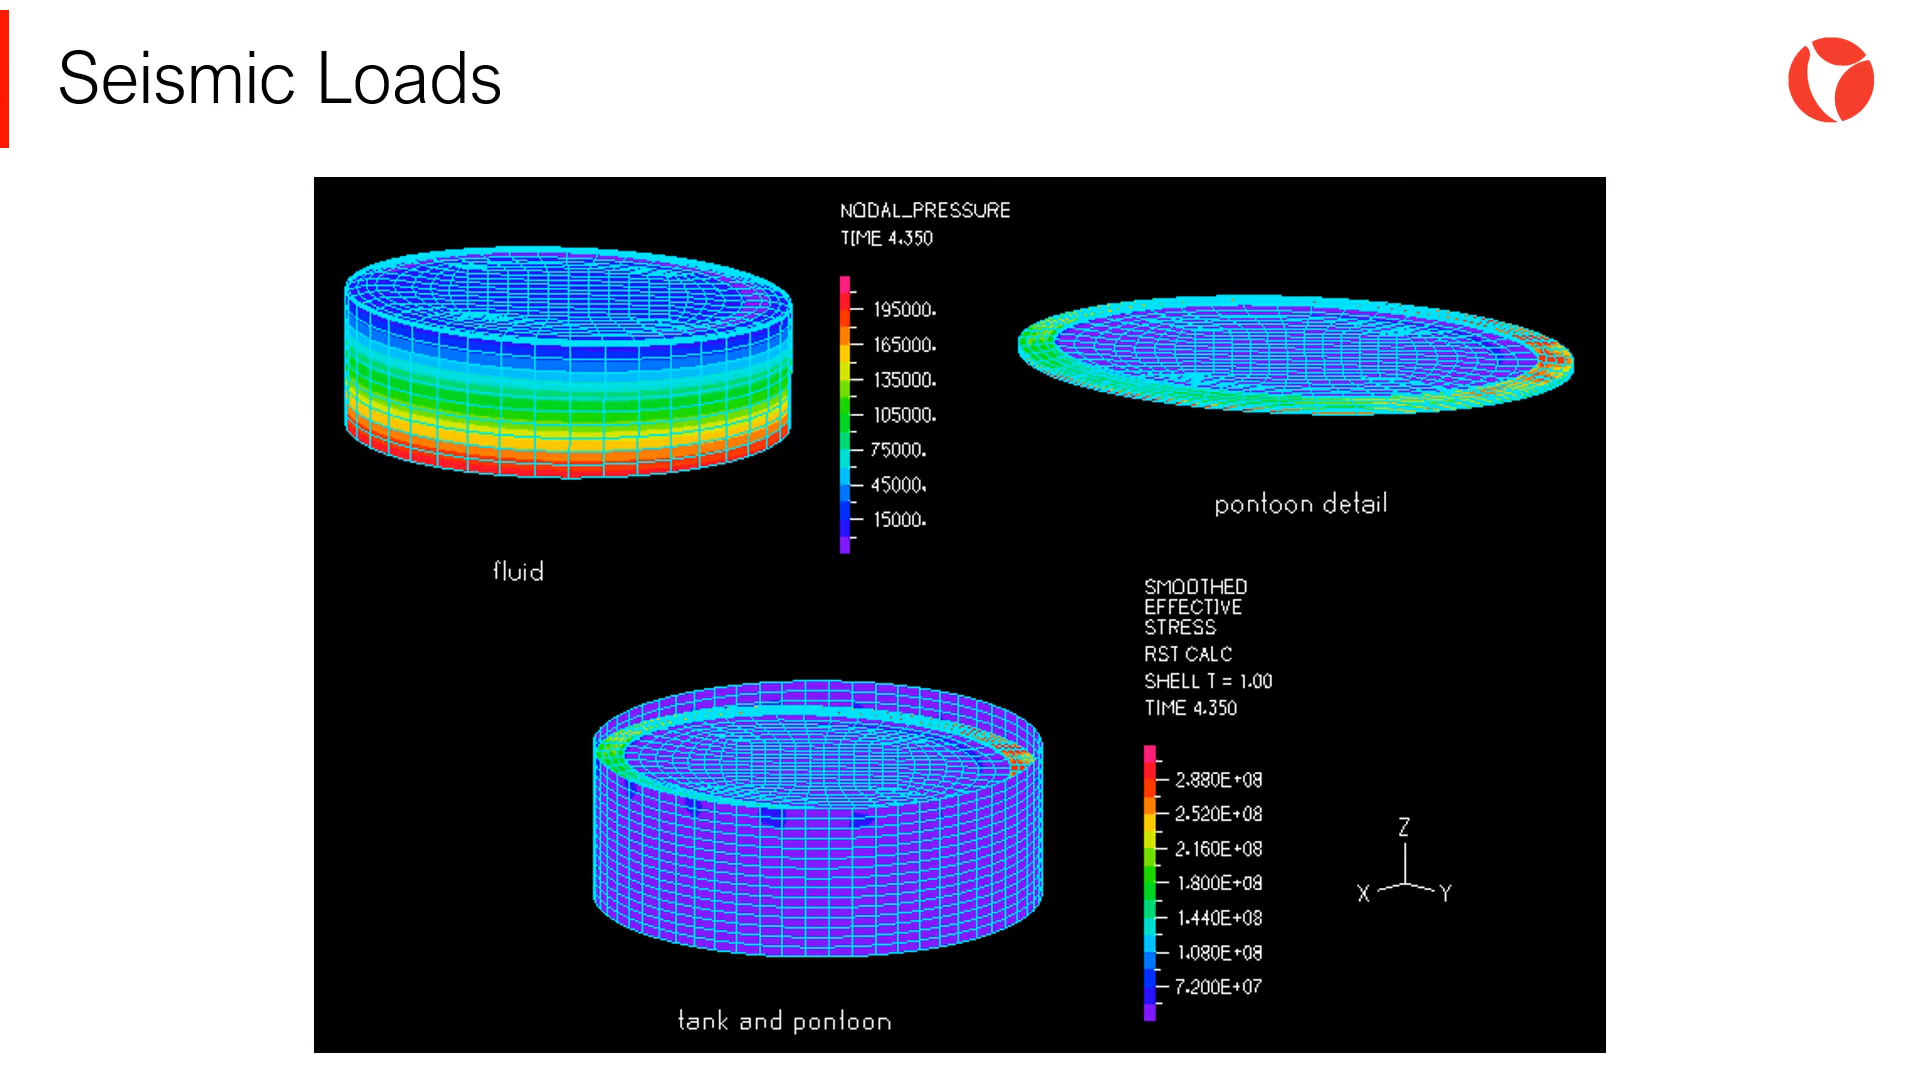 Seismic Loads
NODAL_PRESSURE
TIME 4.350
195000.
165000.
135000.
105000.
75000.
45000.
15000.
fluid
pontoon detail
SMOOTHED
EFFECTIVE
STRESS
RST CALC
SHELL T = 1.00
TIME 4.350
2.880E+08
2.520E+08
2.160E+08
1.800E+08
1.440E+08
1.080E+08
7.200E+07
Z
X Y
tank and pontoon